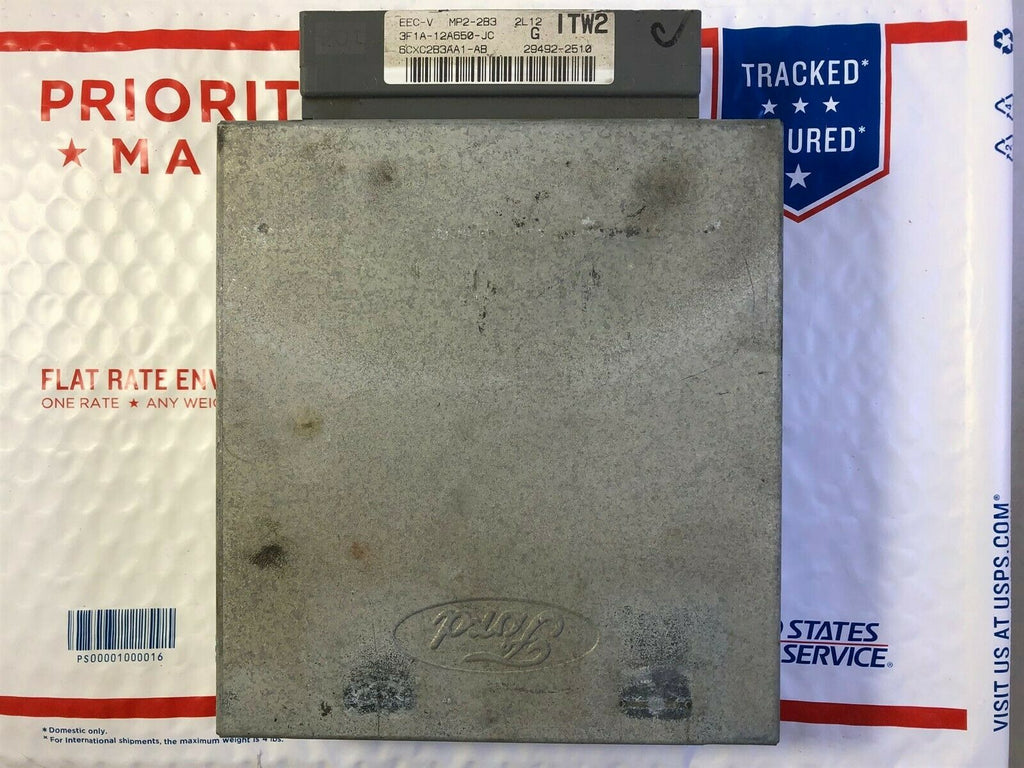 EEC-V MP2-2B3 2L12 ITW2
3F1A-12A650-JC G
6CXC2B3AA1-AB 29492-2510
PRIORIT
★ MA
TRACKED*
★ ★ ★
URED*
★
FLAT RATE ENV
ONE RATE ★ ANY WEIG
Ford
PS00001000016
STATES
SERVICE®
VISIT US AT USPS.COM®
* Domestic only.
* For International shipments, the maximum weight is 4 lbs.